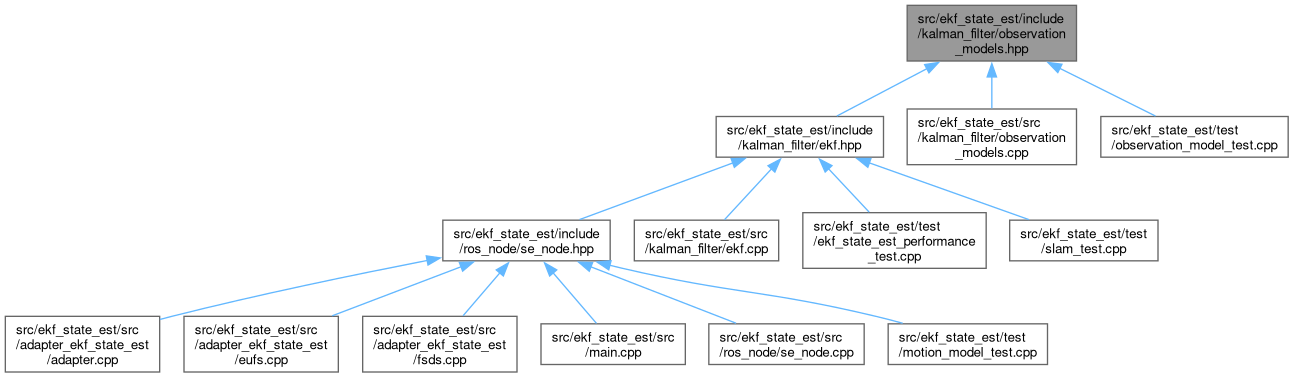 src/ekf_state_est/include
/kalman_filter/observation
_models.hpp
src/ekf_state_est/include
/kalman_filter/ekf.hpp
src/ekf_state_est/src
/kalman_filter/observation
_models.cpp
src/ekf_state_est/test
/observation_model_test.cpp
src/ekf_state_est/include
/ros_node/se_node.hpp
src/ekf_state_est/src
/kalman_filter/ekf.cpp
src/ekf_state_est/test
/ekf_state_est_performance
_test.cpp
src/ekf_state_est/test
/slam_test.cpp
src/ekf_state_est/src
/adapter_ekf_state_est
/adapter.cpp
src/ekf_state_est/src
/adapter_ekf_state_est
/eufs.cpp
src/ekf_state_est/src
/adapter_ekf_state_est
/fsds.cpp
src/ekf_state_est/src
/main.cpp
src/ekf_state_est/src
/ros_node/se_node.cpp
src/ekf_state_est/test
/motion_model_test.cpp